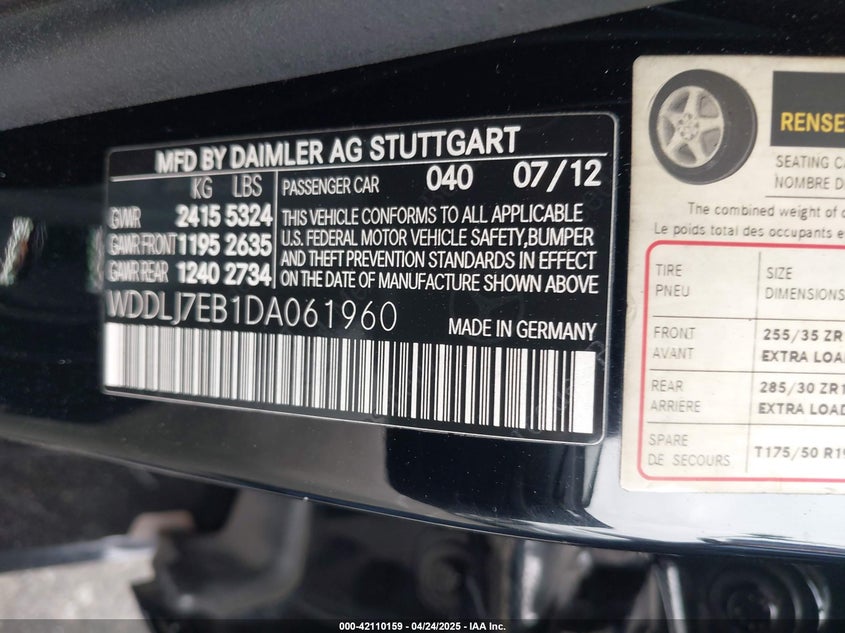 MFD BY DAIMLER AG STUTTGART
KG LBS PASSENGER CAR 040 07/12
GVWR 2415 5324
GAWR FRONT 1195 2635
GAWR REAR 1240 2734
THIS VEHICLE CONFORMS TO ALL APPLICABLE
U.S. FEDERAL MOTOR VEHICLE SAFETY, BUMPER
AND THEFT PREVENTION STANDARDS IN EFFECT
ON THE DATE OF MANUFACTURE SHOWN ABOVE
WDDLJ7EB1DA061960
MADE IN GERMANY
RENSE
SEATING CA
NOMBRE D
The combined weight of
Le poids total des occupants e
TIRE SIZE
PNEU DIMENSIONS
FRONT 255/35 ZR
AVANT EXTRA LOA
REAR 285/30 ZR1
ARRIERE EXTRA LOAD
SPARE
DE SECOURS T175/50 R19
000-42110159 - 04/24/2025 - IAA Inc.